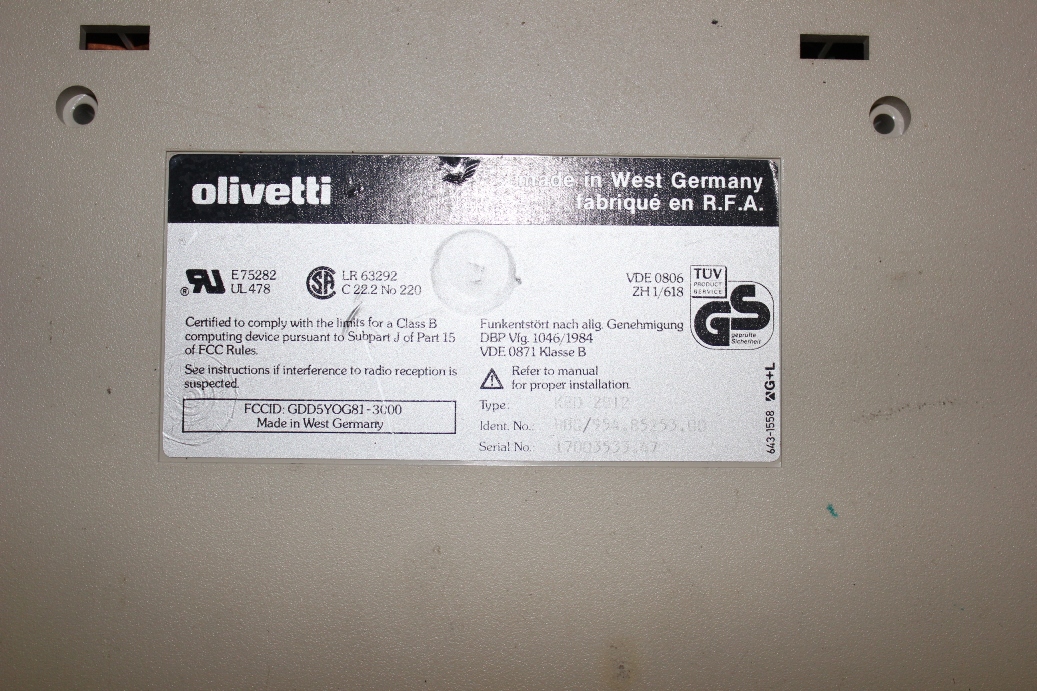 olivetti
made in West Germany
fabriqué en R.F.A.
E75282
UL 478
LR 63292
C 22.2 No 220
VDE 0806
ZH 1/618
TÜV
PRODUCT
SERVICE
GS
geprüfte
Sicherheit
Certified to comply with the limits for a Class B
computing device pursuant to Subpart J of Part 15
of FCC Rules.
See instructions if interference to radio reception is
suspected.
FCCID: GDD5YOG81-3000
Made in West Germany
Funkentstört nach allg. Genehmigung
DBP Vfg. 1046/1984
VDE 0871 Klasse B
Refer to manual
for proper installation.
Type:
Ident. No.:
Serial No.:
643-1558 G+L